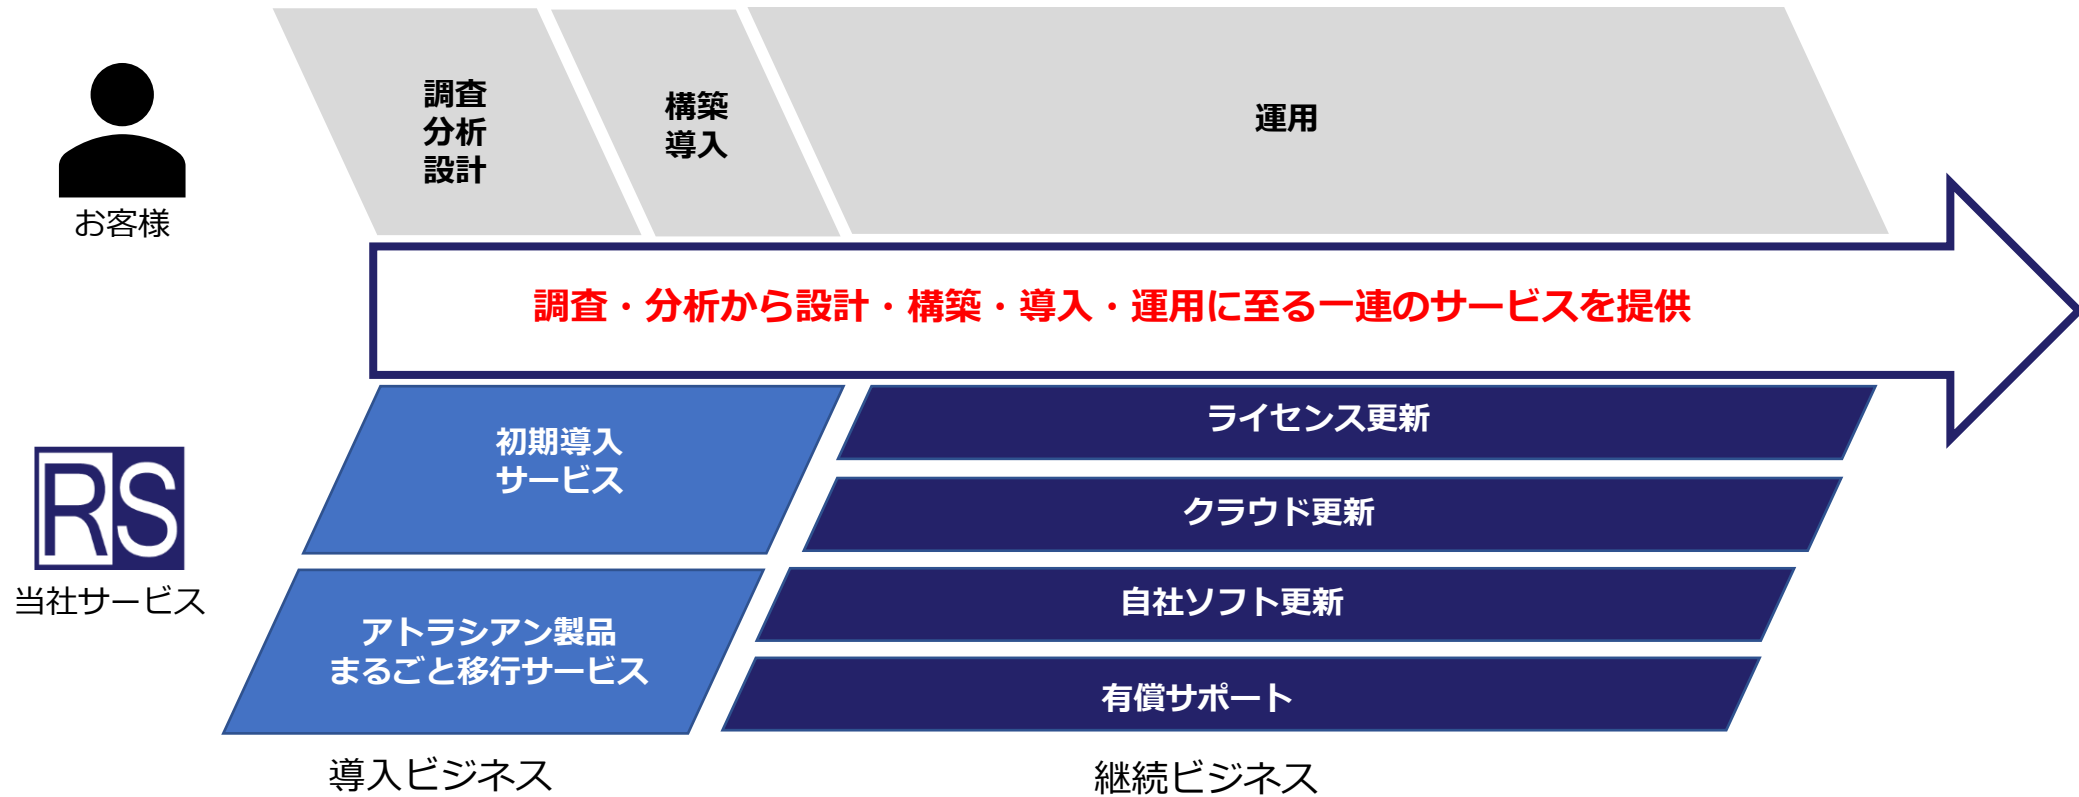 調査
分析
設計
構築
導入
運用
お客様
調査・分析から設計・構築・導入・運用に至る一連のサービスを提供
初期導入
サービス
ライセンス更新
クラウド更新
RS
当社サービス
自社ソフト更新
アトラシアン製品
まるごと移行サービス
有償サポート
導入ビジネス
継続ビジネス